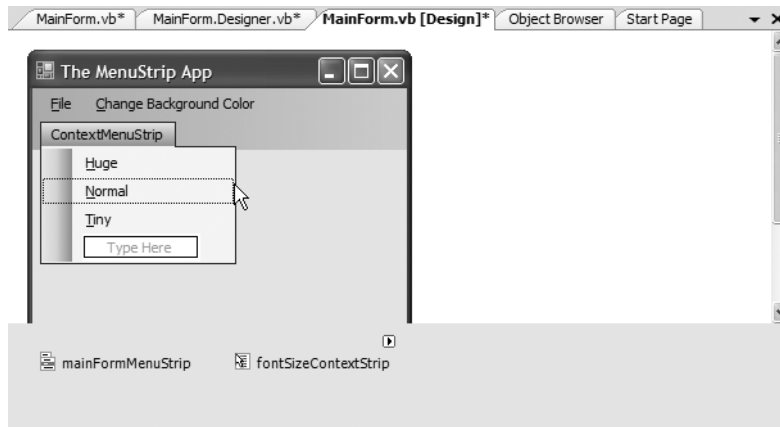 MainForm.vb* MainForm.Designer.vb* MainForm.vb [Design]* Object Browser Start Page
The MenuStrip App
File Change Background Color
ContextMenuStrip
Huge
Normal
Tiny
Type Here
mainFormMenuStrip fontSizeContextStrip